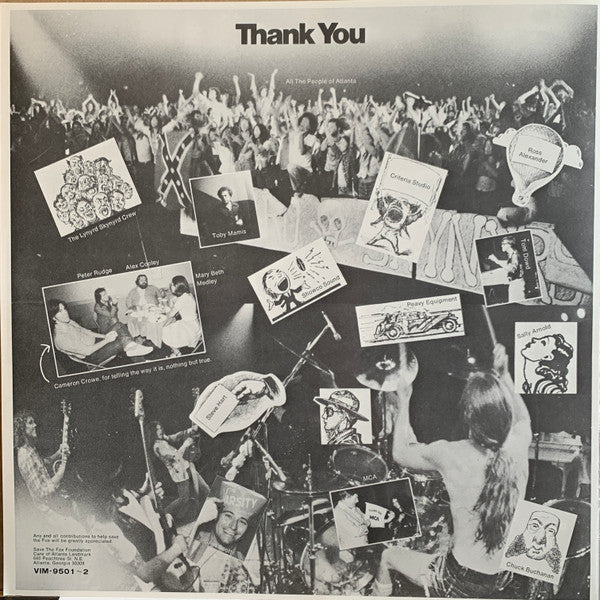 Thank You
All The People of Atlanta
Ross
Alexander
Criteria Studio
The Lynyrd Skynyrd Crew
Toby Mamis
Tom Dowd
Peter Rudge
Alex Cooley
Mary Beth
Medley
Showco Sound
Peavy Equipment
Sally Arnold
Cameron Crowe, for telling the way it is, nothing but true.
Steve Hart
MCA
MCA
ARSITY
Chuck Buchanan
Any and all contributions to help save
the Fox will be greatly appreciated.
Save The Fox Foundation
Care of Atlanta Landmark
660 Peachtree St. N.E.
Atlanta, Georgia 30308
VIM-9501~2